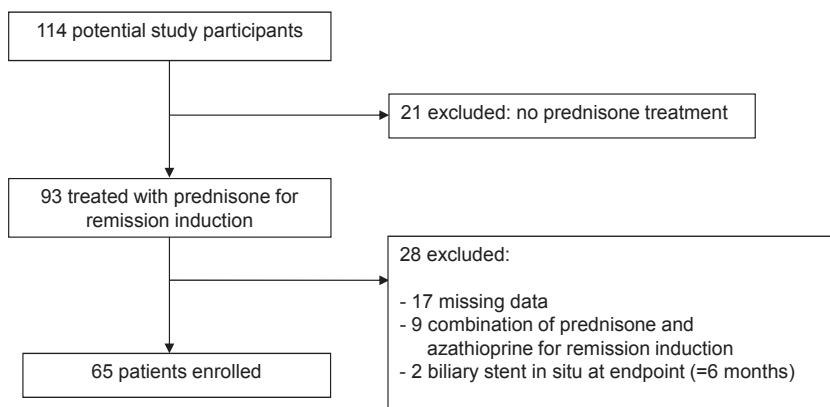 114 potential study participants
21 excluded: no prednisone treatment
93 treated with prednisone for
remission induction
28 excluded:
- 17 missing data
- 9 combination of prednisone and
azathioprine for remission induction
- 2 biliary stent in situ at endpoint (=6 months)
65 patients enrolled